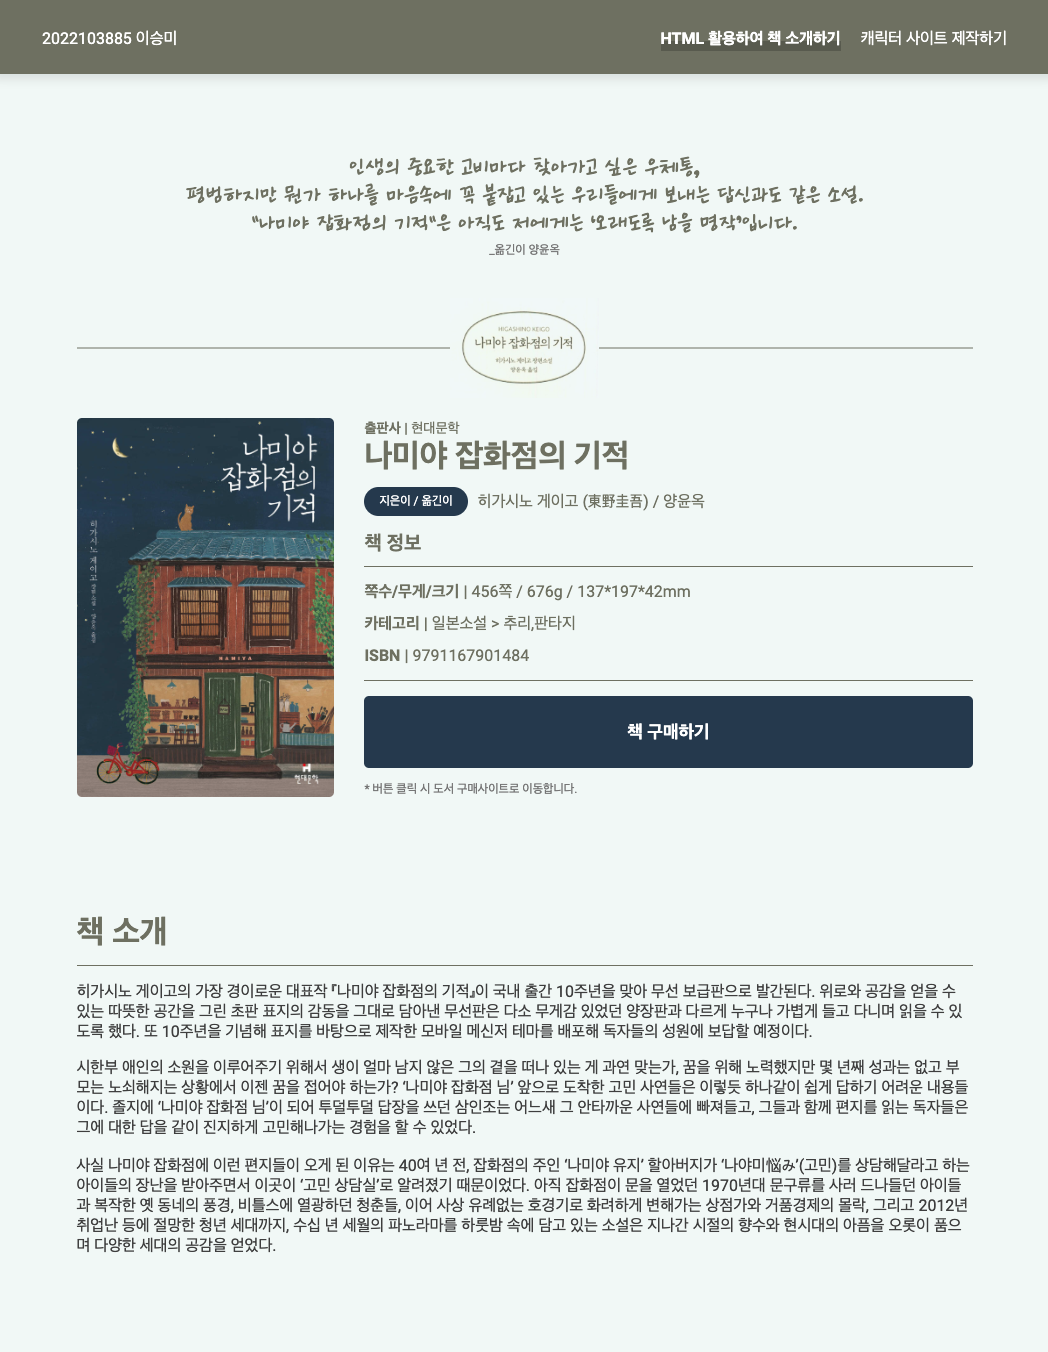 2022103885 이승미
HTML 활용하여 책 소개하기
캐릭터 사이트 제작하기
인생의 중요한 고비마다 찾아가고 싶은 우체통,
평범하지만 뭔가 하나를 마음속에 꼭 붙잡고 있는 우리들에게 보내는 답신과도 같은 소설.
"나미야 잡화점의 기적"은 아직도 저에게는 '오래도록 남을 명작'입니다.
_옮긴이 양윤옥
HIGASHINO KEIGO
나미야 잡화점의 기적
히가시노 게이고 장편소설
양윤옥 옮김
나미야
잡화점의
기적
히가시노 게이고 장편소설 · 양윤옥 옮김
NAMIYA
현대문학
출판사 | 현대문학
나미야 잡화점의 기적
지은이 / 옮긴이
히가시노 게이고 (東野圭吾) / 양윤옥
책 정보
쪽수/무게/크기 | 456쪽 / 676g / 137*197*42mm
카테고리 | 일본소설 > 추리,판타지
ISBN | 9791167901484
책 구매하기
* 버튼 클릭 시 도서 구매사이트로 이동합니다.
책 소개
히가시노 게이고의 가장 경이로운 대표작 『나미야 잡화점의 기적』이 국내 출간 10주년을 맞아 무선 보급판으로 발간된다. 위로와 공감을 얻을 수
있는 따뜻한 공간을 그린 초판 표지의 감동을 그대로 담아낸 무선판은 다소 무게감 있었던 양장판과 다르게 누구나 가볍게 들고 다니며 읽을 수 있
도록 했다. 또 10주년을 기념해 표지를 바탕으로 제작한 모바일 메신저 테마를 배포해 독자들의 성원에 보답할 예정이다.
시한부 애인의 소원을 이루어주기 위해서 생이 얼마 남지 않은 그의 곁을 떠나 있는 게 과연 맞는가, 꿈을 위해 노력했지만 몇 년째 성과는 없고 부
모는 노쇠해지는 상황에서 이젠 꿈을 접어야 하는가? ‘나미야 잡화점 님’ 앞으로 도착한 고민 사연들은 이렇듯 하나같이 쉽게 답하기 어려운 내용들
이다. 졸지에 ‘나미야 잡화점 님’이 되어 투덜투덜 답장을 쓰던 삼인조는 어느새 그 안타까운 사연들에 빠져들고, 그들과 함께 편지를 읽는 독자들은
그에 대한 답을 같이 진지하게 고민해나가는 경험을 할 수 있었다.
사실 나미야 잡화점에 이런 편지들이 오게 된 이유는 40여 년 전, 잡화점의 주인 ‘나미야 유지’ 할아버지가 ‘나야미悩み’(고민)를 상담해달라고 하는
아이들의 장난을 받아주면서 이곳이 ‘고민 상담실’로 알려졌기 때문이었다. 아직 잡화점이 문을 열었던 1970년대 문구류를 사러 드나들던 아이들
과 복작한 옛 동네의 풍경, 비틀스에 열광하던 청춘들, 이어 사상 유례없는 호경기로 화려하게 변해가는 상점가와 거품경제의 몰락, 그리고 2012년
취업난 등에 절망한 청년 세대까지, 수십 년 세월의 파노라마를 하룻밤 속에 담고 있는 소설은 지나간 시절의 향수와 현시대의 아픔을 오롯이 품으
며 다양한 세대의 공감을 얻었다.